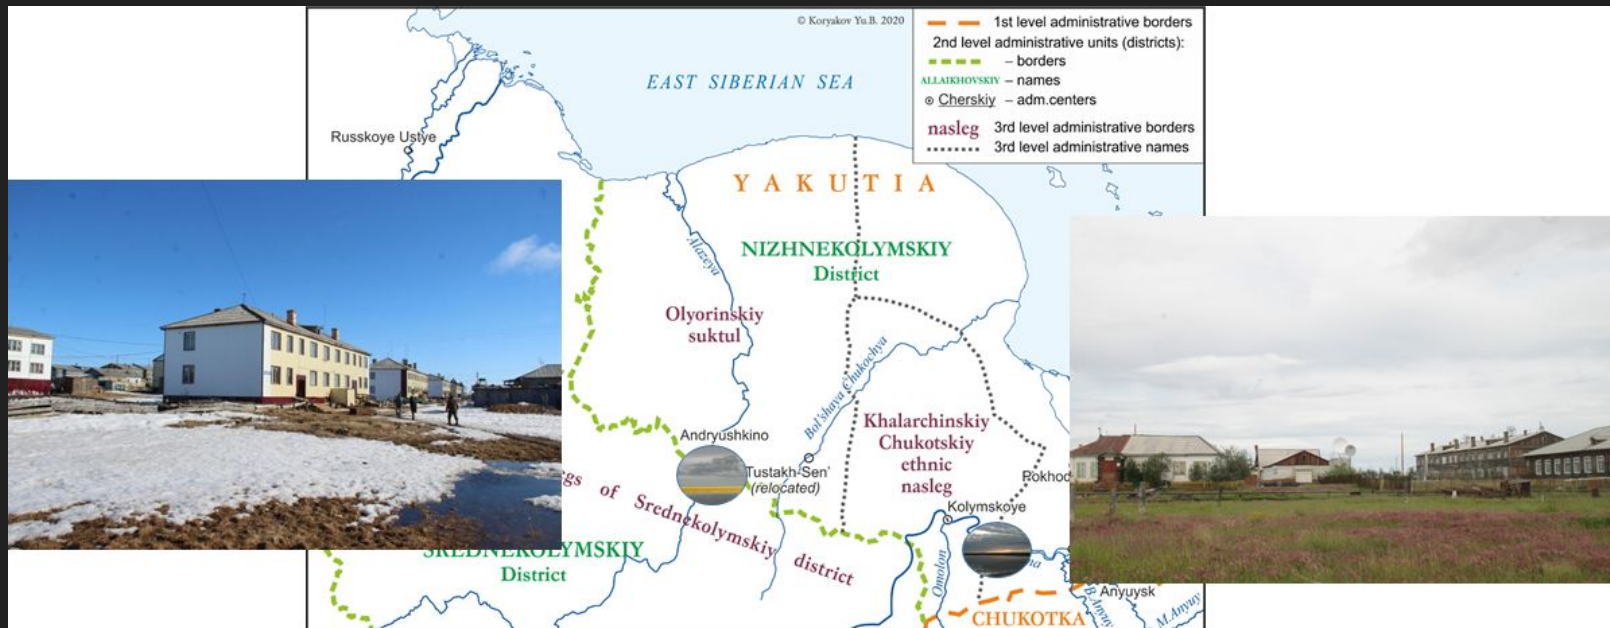 © Koryakov Yu.B. 2020
1st level administrative borders
2nd level administrative units (districts):
– borders
ALLAIKHOVSKIY – names
Cherskiy – adm.centers
nasleg 3rd level administrative borders
3rd level administrative names
EAST SIBERIAN SEA
Russkoye Ustye
YAKUTIA
Alazeya
NIZHNEKOLYMSKIY
District
Olyorinskiy
suktul
Bol'shaya Chukochya
Khalarchinskiy
Chukotskiy
ethnic
nasleg
Andryushkino
Tustakh-Sen'
(relocated)
Kolymskoye
of Srednekolymskiy district
SREDNEKOLYMSKIY
District
Omolon
Anyuysk
CHUKOTKA
B.Anyuy
M.Anyuy